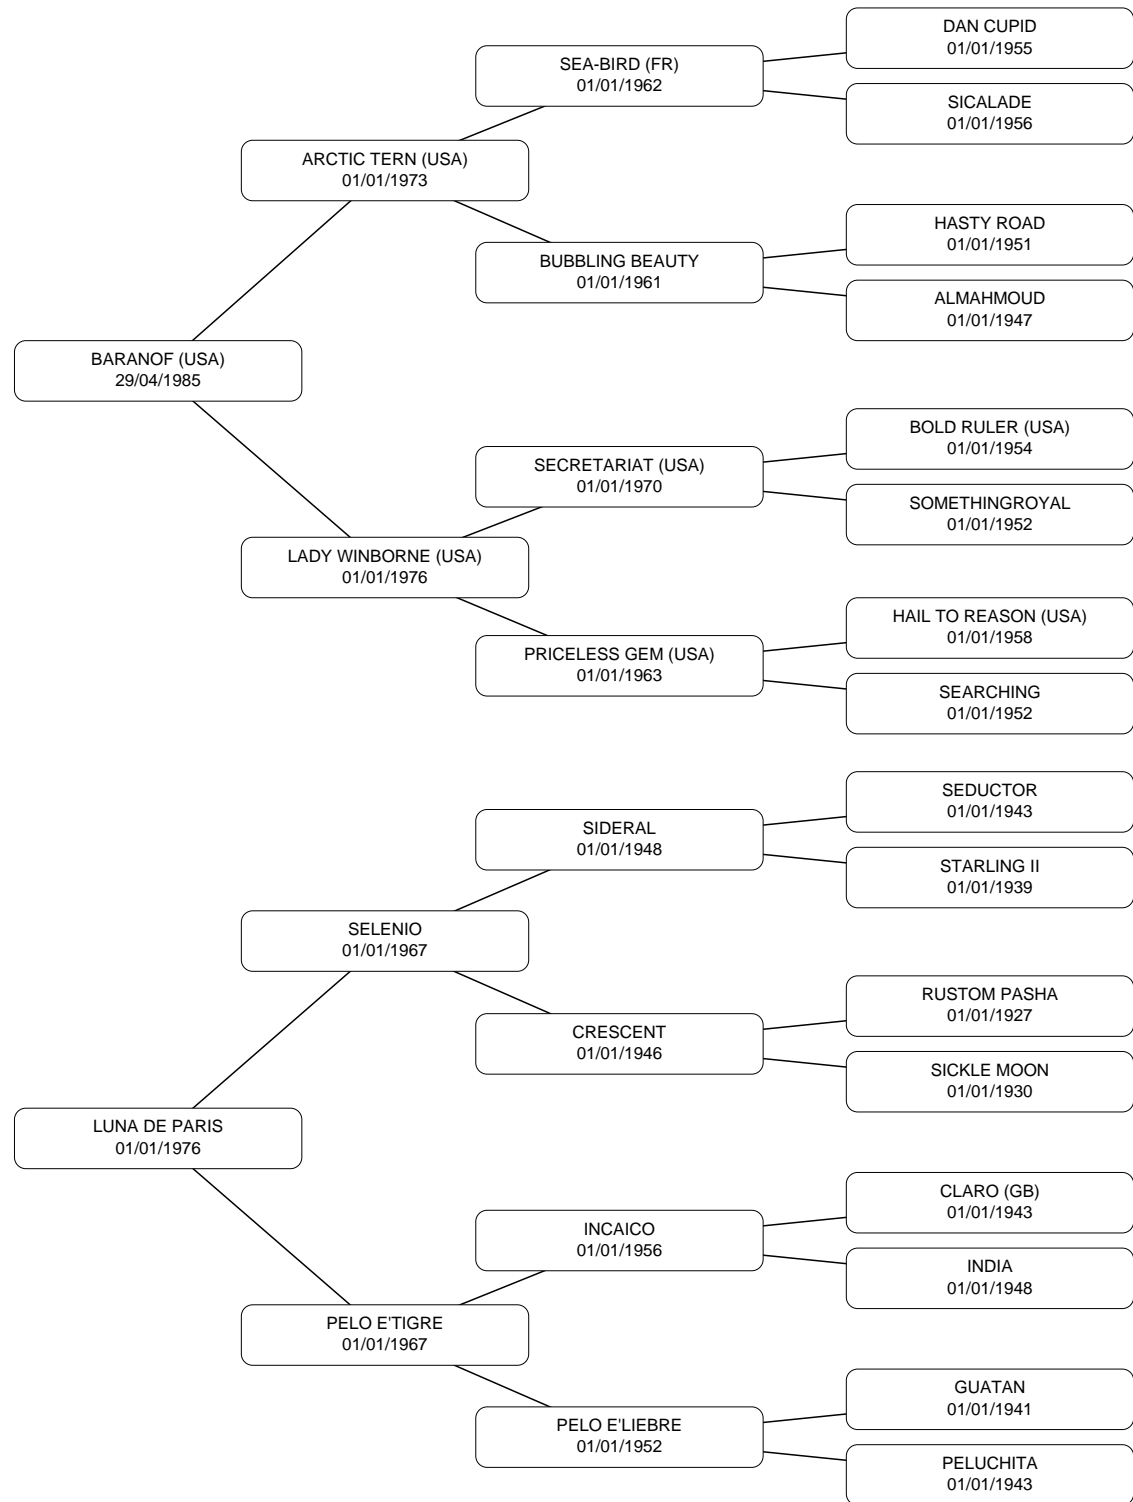 DAN CUPID
01/01/1955
SEA-BIRD (FR)
01/01/1962
SICALADE
01/01/1956
ARCTIC TERN (USA)
01/01/1973
HASTY ROAD
01/01/1951
BUBBLING BEAUTY
01/01/1961
ALMAHMOUD
01/01/1947
BARANOF (USA)
29/04/1985
BOLD RULER (USA)
01/01/1954
SECRETARIAT (USA)
01/01/1970
SOMETHINGROYAL
01/01/1952
LADY WINBORNE (USA)
01/01/1976
HAIL TO REASON (USA)
01/01/1958
PRICELESS GEM (USA)
01/01/1963
SEARCHING
01/01/1952
SEDUCTOR
01/01/1943
SIDERAL
01/01/1948
STARLING II
01/01/1939
SELENIO
01/01/1967
RUSTOM PASHA
01/01/1927
CRESCENT
01/01/1946
SICKLE MOON
01/01/1930
LUNA DE PARIS
01/01/1976
CLARO (GB)
01/01/1943
INCAICO
01/01/1956
INDIA
01/01/1948
PELO E'TIGRE
01/01/1967
GUATAN
01/01/1941
PELO E'LIEBRE
01/01/1952
PELUCHITA
01/01/1943